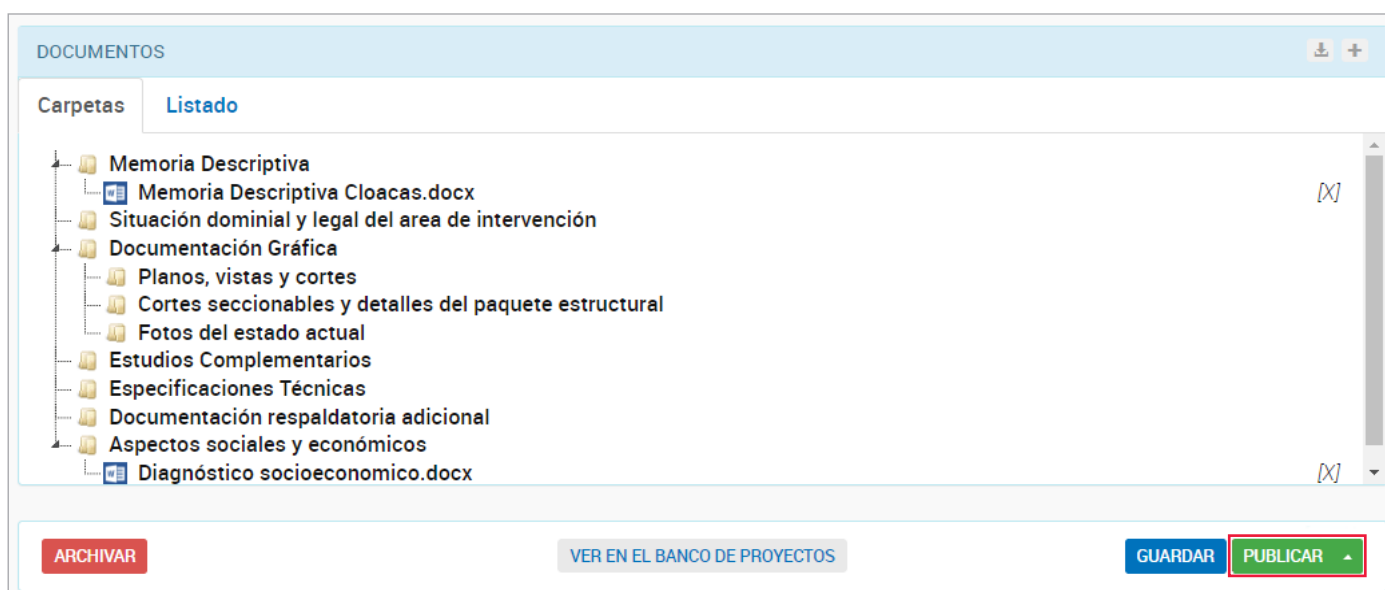 DOCUMENTOS
Carpetas Listado
Memoria Descriptiva
Memoria Descriptiva Cloacas.docx [X]
Situación dominial y legal del area de intervención
Documentación Gráfica
Planos, vistas y cortes
Cortes seccionables y detalles del paquete estructural
Fotos del estado actual
Estudios Complementarios
Especificaciones Técnicas
Documentación respaldatoria adicional
Aspectos sociales y económicos
Diagnóstico socioeconomico.docx [X]
ARCHIVAR VER EN EL BANCO DE PROYECTOS GUARDAR PUBLICAR